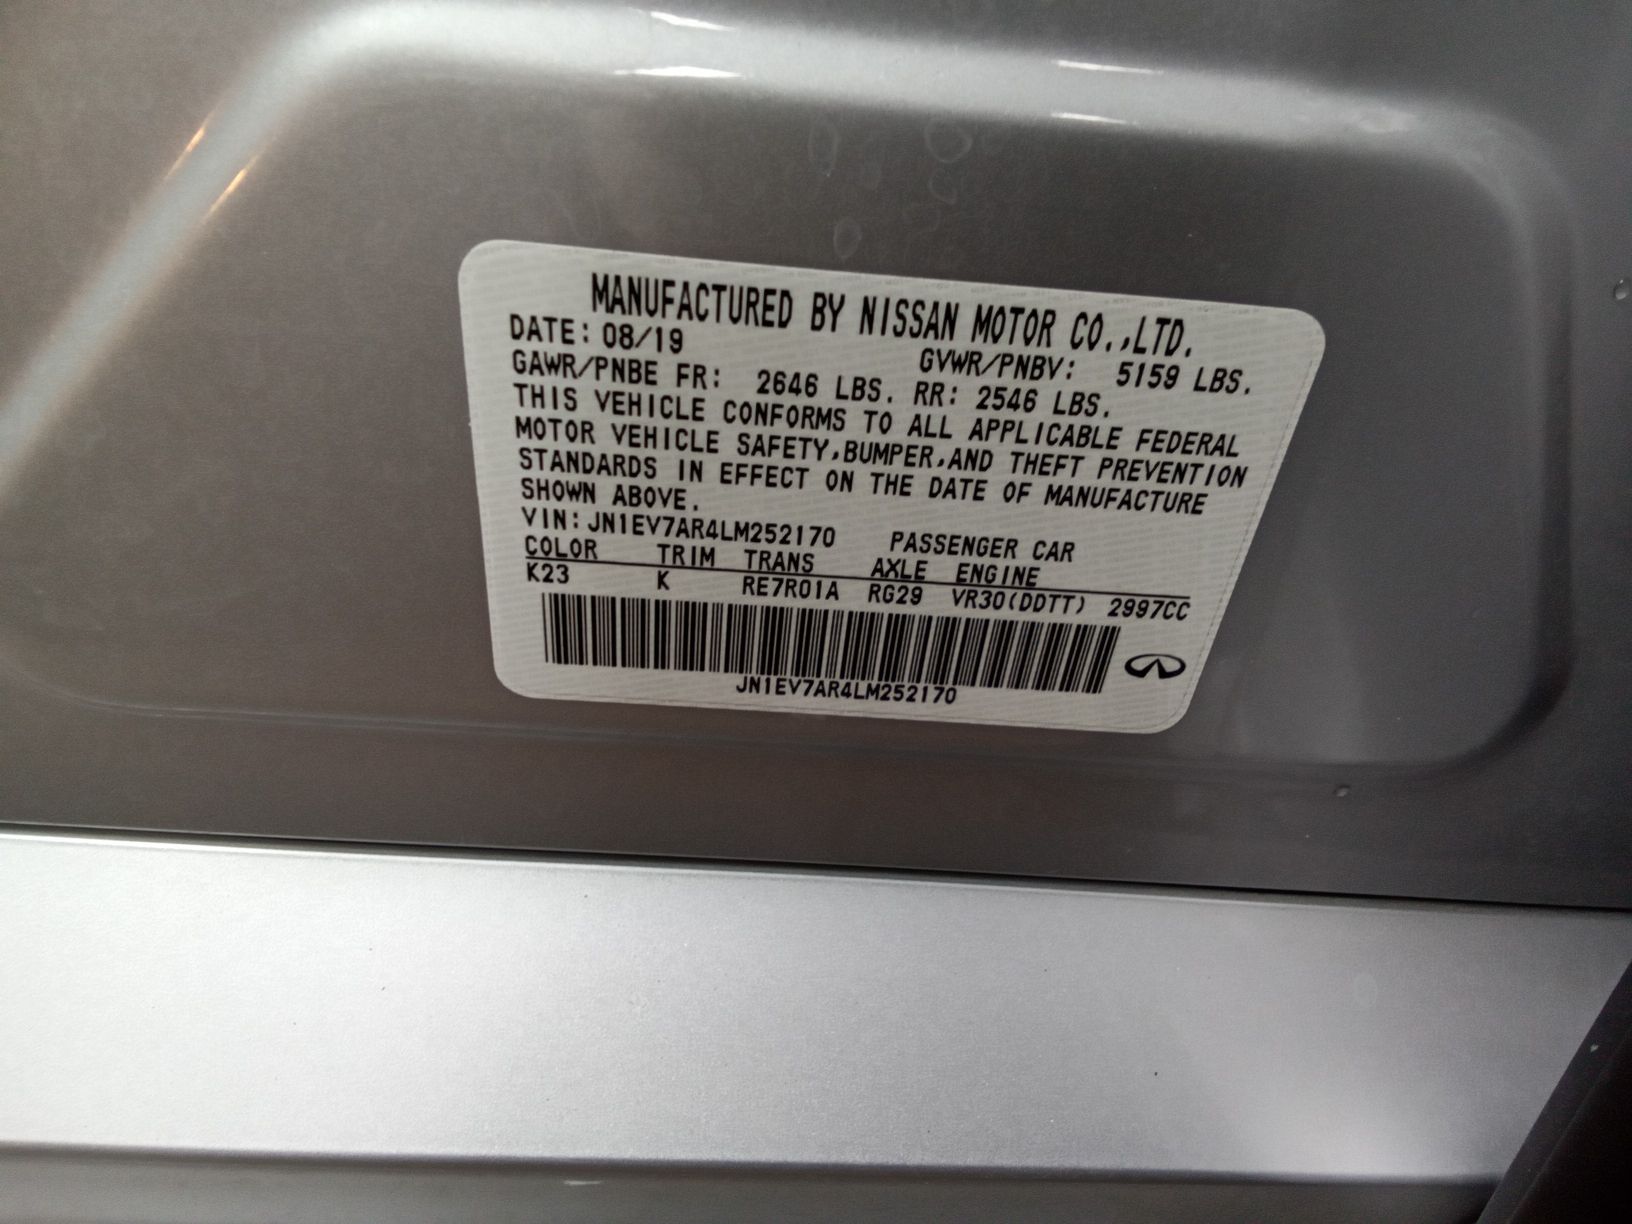 MANUFACTURED BY NISSAN MOTOR CO.,LTD.
DATE: 08/19 GVWR/PNBV: 5159 LBS.
GAWR/PNBE FR: 2646 LBS. RR: 2546 LBS.
THIS VEHICLE CONFORMS TO ALL APPLICABLE FEDERAL
MOTOR VEHICLE SAFETY,BUMPER,AND THEFT PREVENTION
STANDARDS IN EFFECT ON THE DATE OF MANUFACTURE
SHOWN ABOVE.
VIN: JN1EV7AR4LM252170 PASSENGER CAR
COLOR TRIM TRANS AXLE ENGINE
K23 K RE7R01A RG29 VR30(DDTT) 2997CC
JN1EV7AR4LM252170